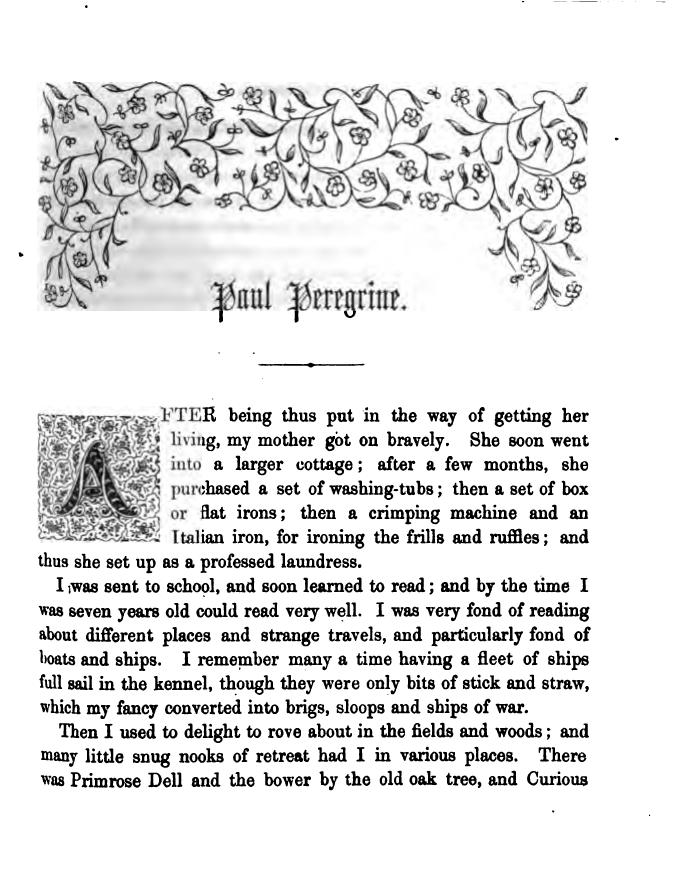 Paul Peregrine.
AFTER being thus put in the way of getting her
living, my mother got on bravely. She soon went
into a larger cottage; after a few months, she
purchased a set of washing-tubs; then a set of box
or flat irons; then a crimping machine and an
Italian iron, for ironing the frills and ruffles; and
thus she set up as a professed laundress.
I was sent to school, and soon learned to read; and by the time I
was seven years old could read very well. I was very fond of reading
about different places and strange travels, and particularly fond of
boats and ships. I remember many a time having a fleet of ships
full sail in the kennel, though they were only bits of stick and straw,
which my fancy converted into brigs, sloops and ships of war.
Then I used to delight to rove about in the fields and woods; and
many little snug nooks of retreat had I in various places. There
was Primrose Dell and the bower by the old oak tree, and Curious